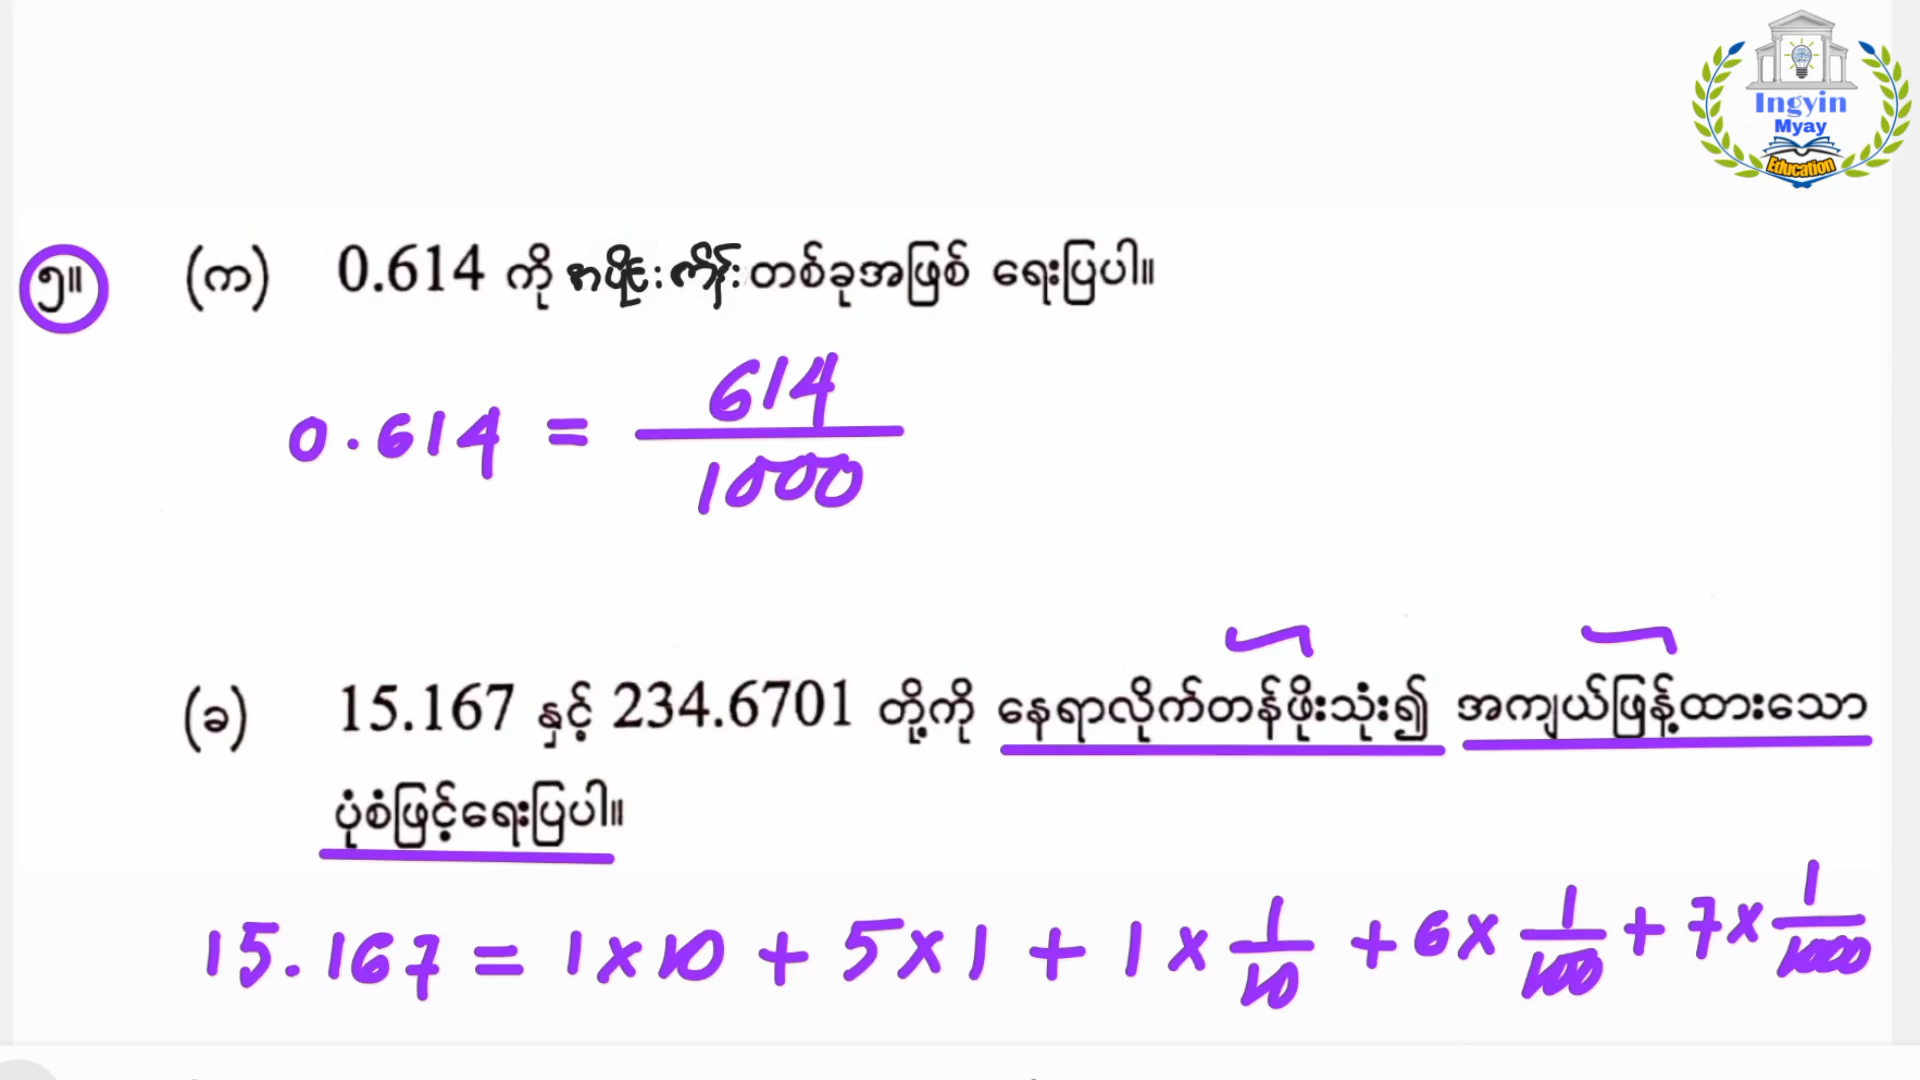 Ingyin
Myay
Education
၅။ (က) 0.614 ကို အပိုင်းကိန်း တစ်ခုအဖြစ် ရေးပြပါ။
0.614 = 614/1000
(ခ) 15.167 နှင့် 234.6701 တို့ကို နေရာလိုက်တန်ဖိုးသုံး၍ အကျယ်ဖြန့်ထားသော
ပုံစံဖြင့်ရေးပြပါ။
15.167 = 1 × 10 + 5 × 1 + 1 × 1/10 + 6 × 1/100 + 7 × 1/1000